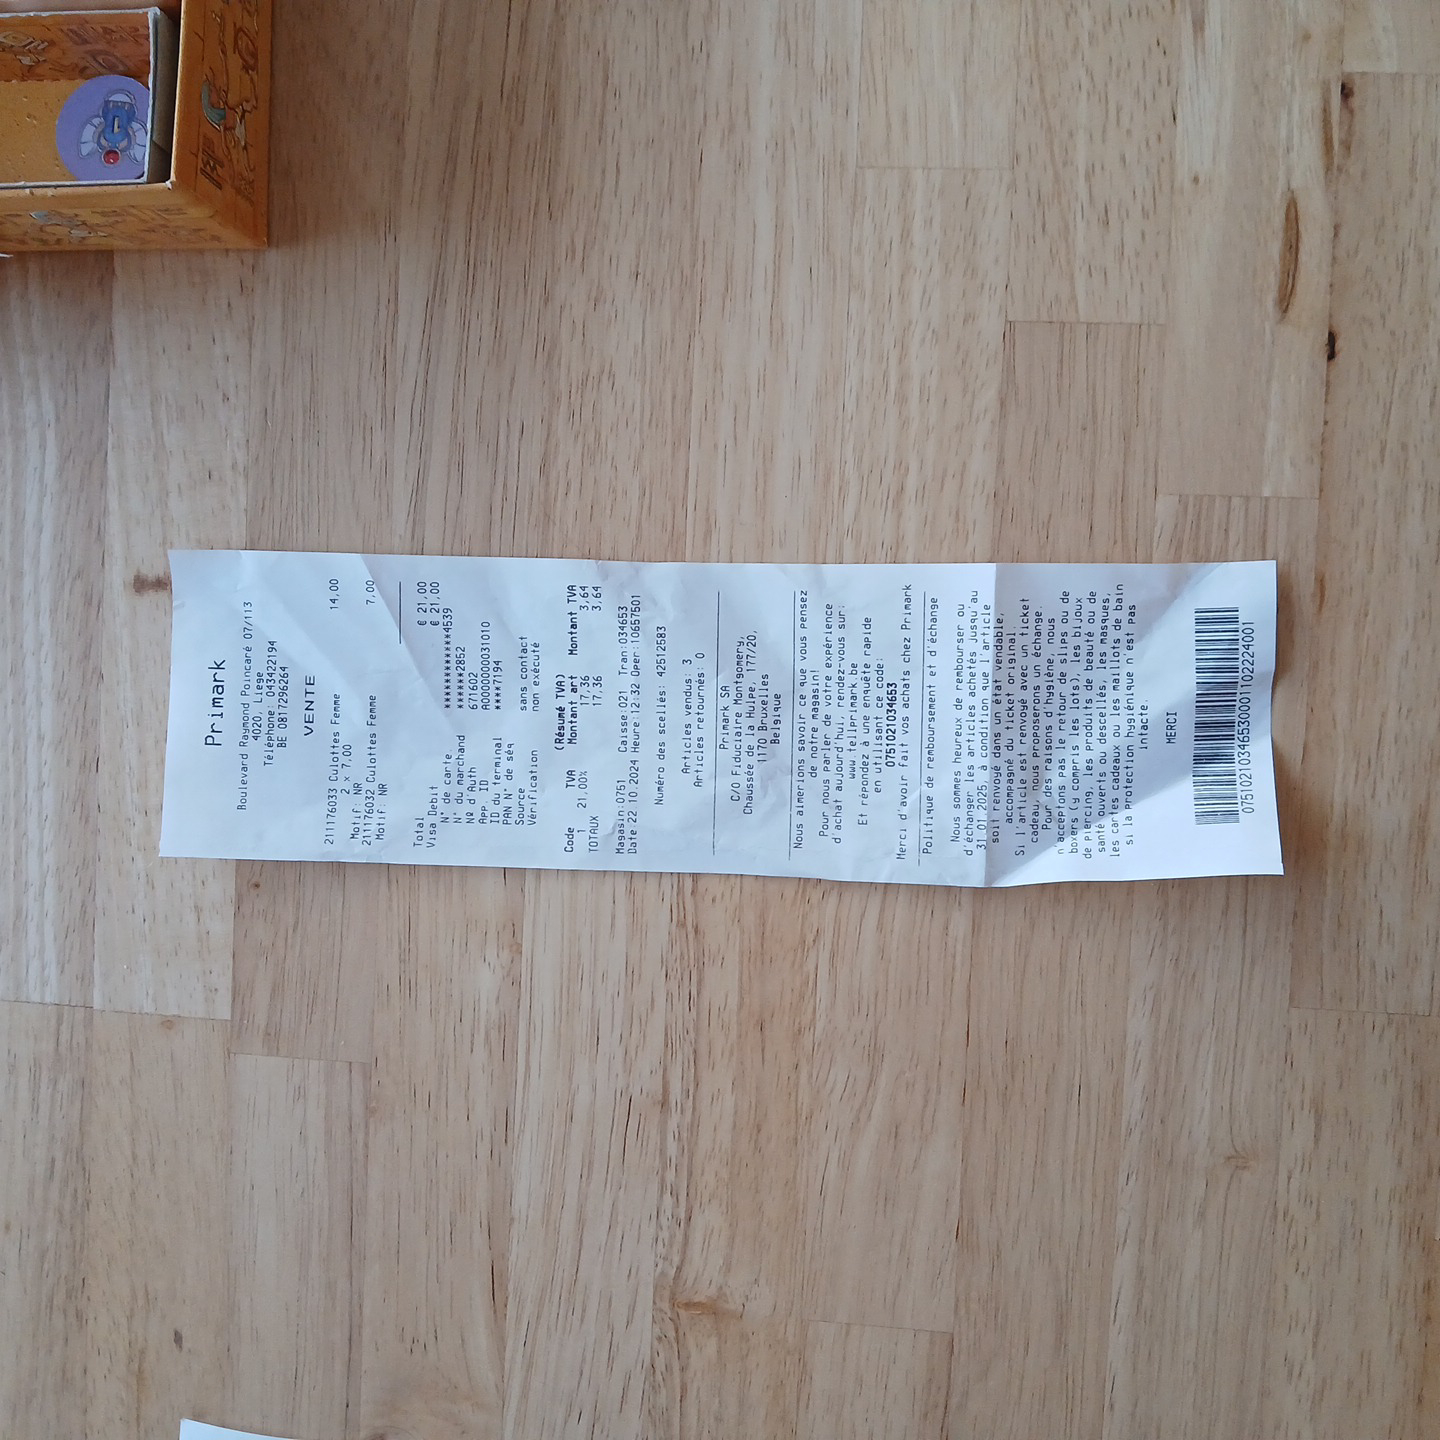 Primark
Boulevard Raymond Poincaré 07/113
4020, Liege
Téléphone: 043422194
BE 0817296264
VENTE
211176033 Culottes Femme 14,00
2 x 7,00
Motif: NR
211176032 Culottes Femme 7,00
Motif: NR
Total € 21,00
Visa Debit € 21,00
N° de carte ************4539
N° du marchand ******2852
Nº d'Auth 671602
App. ID A0000000031010
ID du terminal ****7194
PAN N° de séq
Source sans contact
Vérification non exécuté
(Résumé TVA)
Code TVA Montant art Montant TVA
1 21,00% 17,36 3,64
TOTAUX 17,36 3,64
Magasin:0751 Caisse:021 Tran:034653
Date:22.10.2024 Heure:12:32 Oper:10657501
Numéro des scellés: 42512583
Articles vendus: 3
Articles retournés: 0
Primark SA
C/O Fiduciaire Montgomery,
Chaussée de la Hulpe, 177/20,
1170 Bruxelles
Belgique
Nous aimerions savoir ce que vous pensez
de notre magasin!
Pour nous parler de votre expérience
d'achat aujourd'hui, rendez-vous sur:
www.tellprimark.be
Et répondez à une enquête rapide
en utilisant ce code:
0751021034653
Merci d'avoir fait vos achats chez Primark
Politique de remboursement et d'échange
Nous sommes heureux de rembourser ou
d'échanger les articles achetés jusqu'au
31.01.2025, à condition que l'article
soit renvoyé dans un état vendable,
accompagné du ticket original.
Si l'article est renvoyé avec un ticket
cadeau, nous proposerons un échange.
Pour des raisons d'hygiène, nous
n'acceptons pas le retour de slips ou de
boxers (y compris les lots), les bijoux
de piercing, les produits de beauté ou de
santé ouverts ou descellés, les masques,
les cartes cadeaux ou les maillots de bain
si la Protection hygiénique n'est pas
intacte.
MERCI
0751021034653000110222024001